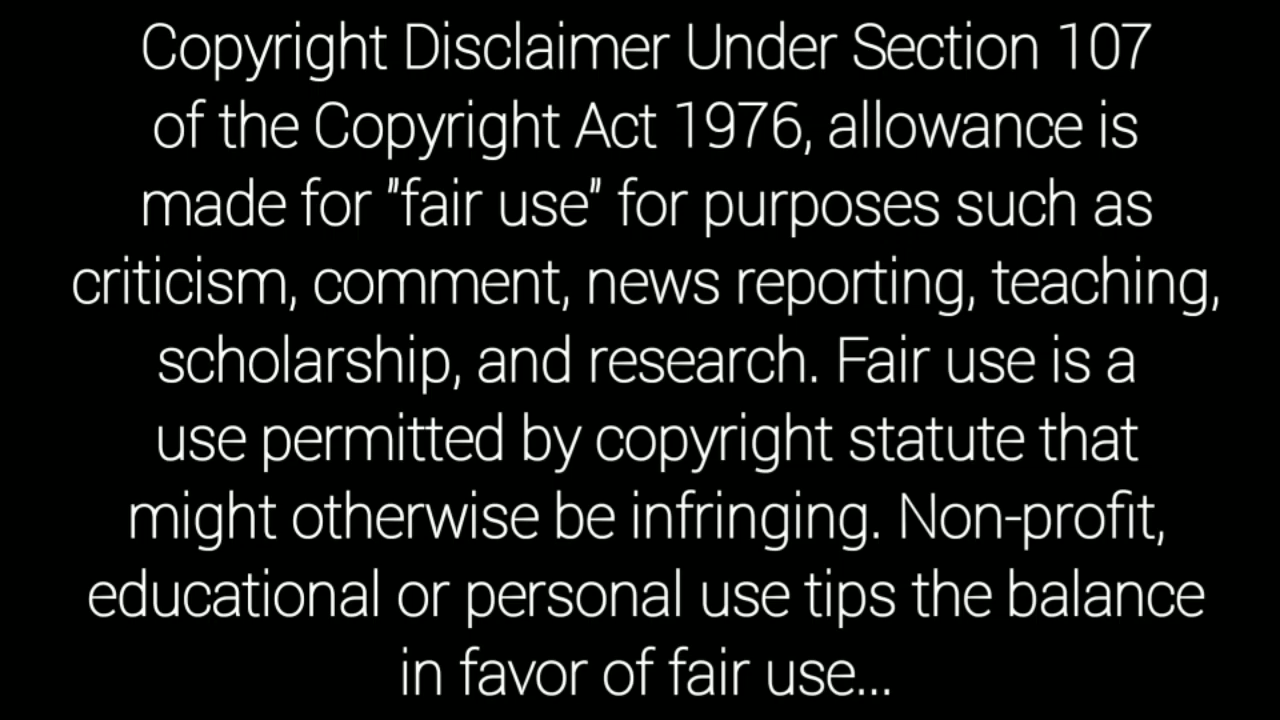 Copyright Disclaimer Under Section 107
of the Copyright Act 1976, allowance is
made for "fair use" for purposes such as
criticism, comment, news reporting, teaching,
scholarship, and research. Fair use is a
use permitted by copyright statute that
might otherwise be infringing. Non-profit,
educational or personal use tips the balance
in favor of fair use...